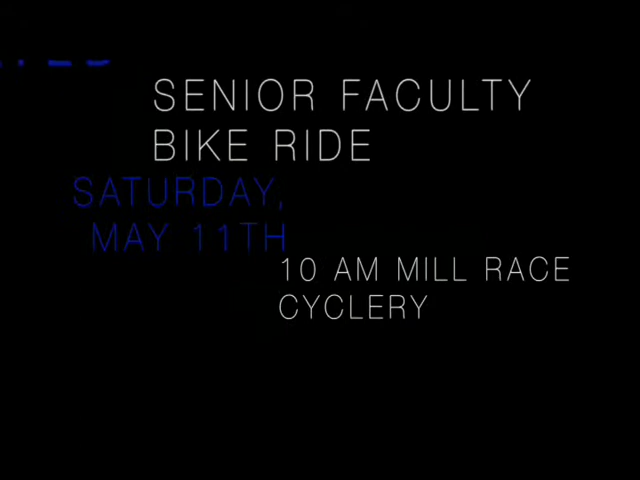 SENIOR FACULTY
BIKE RIDE
SATURDAY,
MAY 11TH
10 AM MILL RACE
CYCLERY